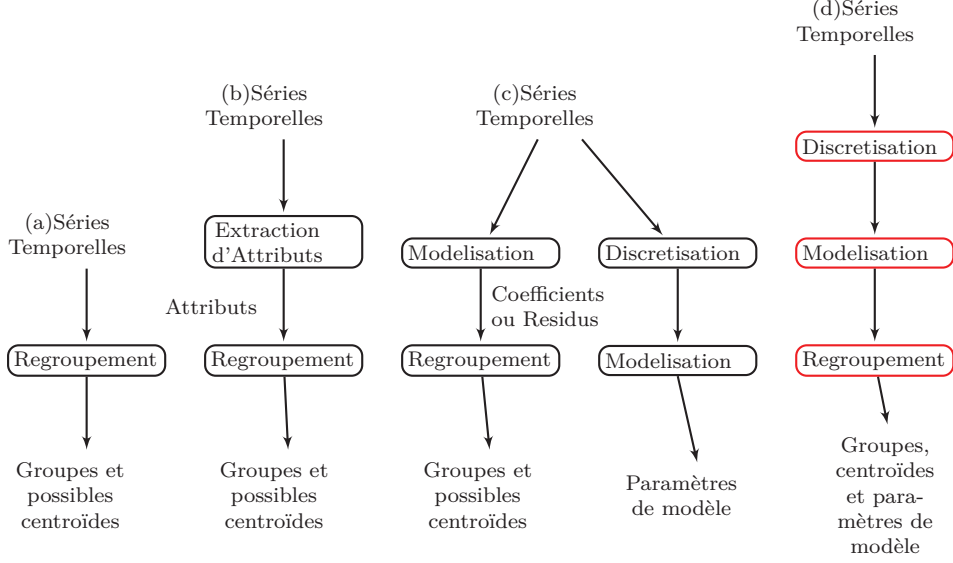 (a)Séries
Temporelles
Regroupement
Groupes et
possibles
centroïdes
(b)Séries
Temporelles
Extraction
d'Attributs
Attributs
Regroupement
Groupes et
possibles
centroïdes
(c)Séries
Temporelles
Modelisation
Coefficients
ou Residus
Regroupement
Groupes et
possibles
centroïdes
Discretisation
Modelisation
Paramètres
de modèle
(d)Séries
Temporelles
Discretisation
Modelisation
Regroupement
Groupes,
centroïdes
et para-
mètres de
modèle